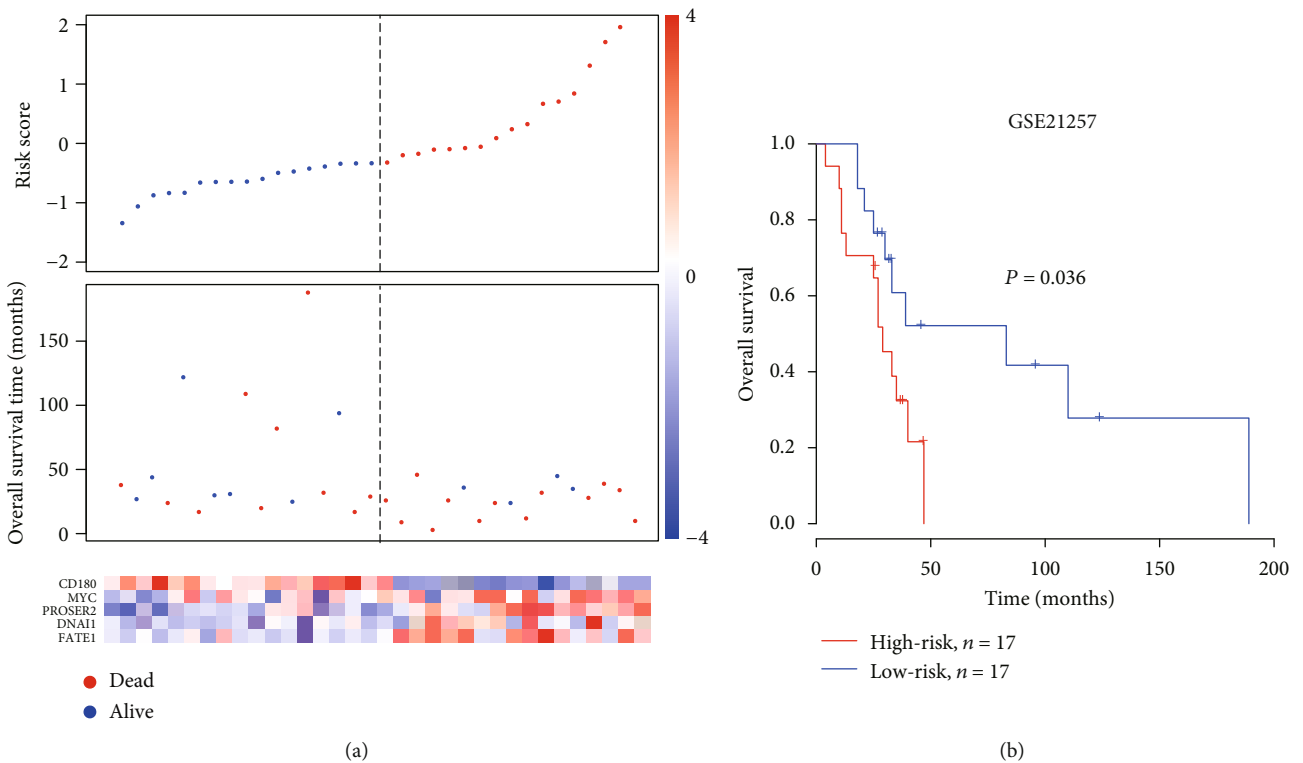 2
1
0
−1
−2
Risk score
4
0
−4
150
100
50
0
Overall survival time (months)
CD180
MYC
PROSER2
DNAI1
FATE1
Dead
Alive
(a)
GSE21257
P = 0.036
1.0
0.8
0.6
0.4
0.2
0.0
Overall survival
0 50 100 150 200
Time (months)
High-risk, n = 17
Low-risk, n = 17
(b)